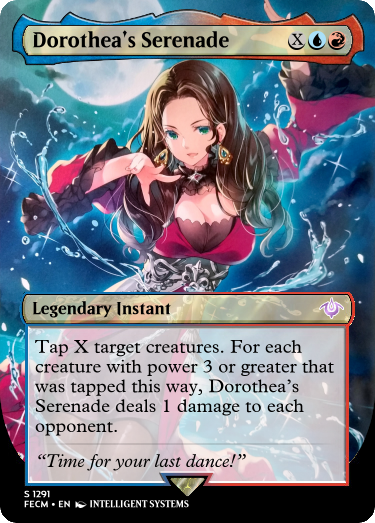 Dorothea's Serenade X
Legendary Instant
Tap X target creatures. For each
creature with power 3 or greater that
was tapped this way, Dorothea's
Serenade deals 1 damage to each
opponent.
“Time for your last dance!”
S 1291
FECM • EN INTELLIGENT SYSTEMS